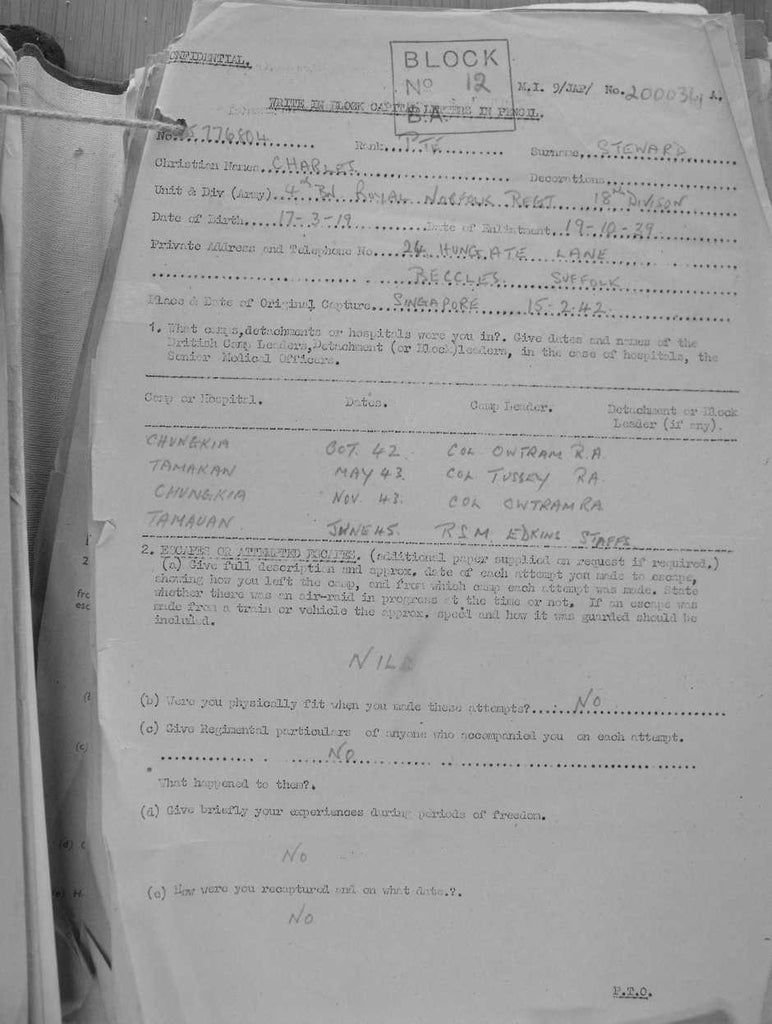 CONFIDENTIAL.
BLOCK
No 12
B.A.
M.I. 9/JAP/ No. 200034 A.
WRITE IN BLOCK CAPITAL LETTERS IN PENCIL.
No. 5776804 Rank. PTE Surname. STEWARD
Christian Names. CHARLES Decorations.
Unit & Div (Army). 4th BN ROYAL NORFOLK REGT. 18th DIVISON
Date of Birth. 17-3-19 Date of Enlistment. 19-10-39
Private Address and Telephone No. 24 HUNGATE LANE
BECCLES SUFFOLK
Place & Date of Original Capture. SINGAPORE 15-2-42.
1. What camps, detachments or hospitals were you in?. Give dates and names of the
British Camp Leaders, Detachment (or Block) leaders, in the case of hospitals, the
Senior Medical Officers.
Camp or Hospital. Dates. Camp Leader. Detachment or Block
Leader (if any).
CHUNGKIA OCT. 42 COL OWTRAM R.A.
TAMAKAN MAY 43 COL TUSSEY RA
CHUNGKIA NOV. 43 COL OWTRAM RA
TAMAUAN JUNE 45. R.S.M. EDKINS STAFFS
2. ESCAPES OR ATTEMPTED ESCAPES. (additional paper supplied on request if required.)
(a) Give full description and approx. date of each attempt you made to escape,
showing how you left the camp, and from which camp each attempt was made. State
whether there was an air-raid in progress at the time or not. If an escape was
made from a train or vehicle the approx. speed and how it was guarded should be
included.
NIL
(b) Were you physically fit when you made these attempts?. NO
(c) Give Regimental particulars of anyone who accompanied you on each attempt.
NO
What happened to them?.
(d) Give briefly your experiences during periods of freedom.
NO
(e) How were you recaptured and on what date.?.
NO
P.T.O.